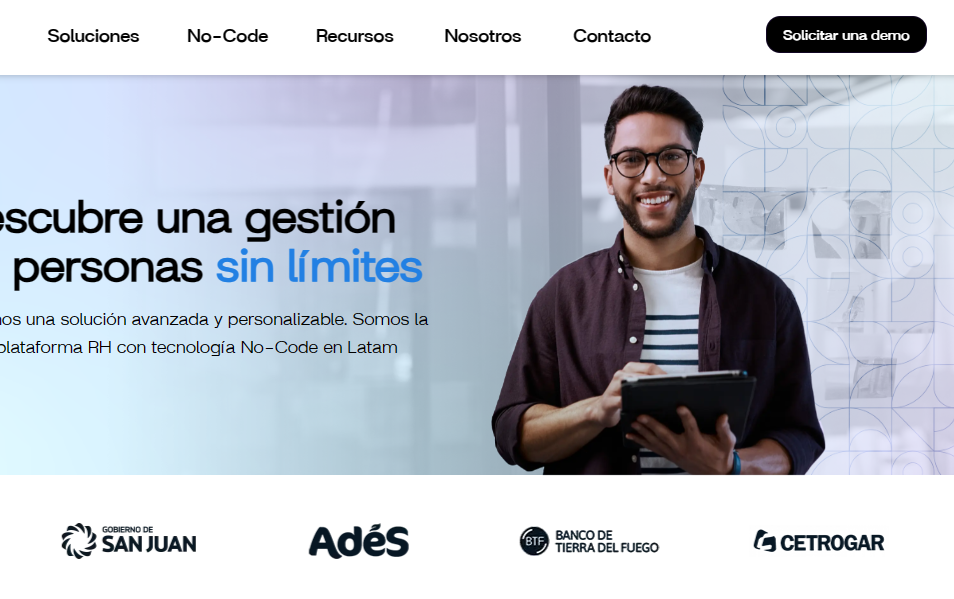 Soluciones No-Code Recursos Nosotros Contacto Solicitar una demo
escubre una gestión
personas sin límites
os una solución avanzada y personalizable. Somos la
plataforma RH con tecnología No-Code en Latam
GOBIERNO DE
SAN JUAN
AdéS
BTF
BANCO DE
TIERRA DEL FUEGO
CETROGAR